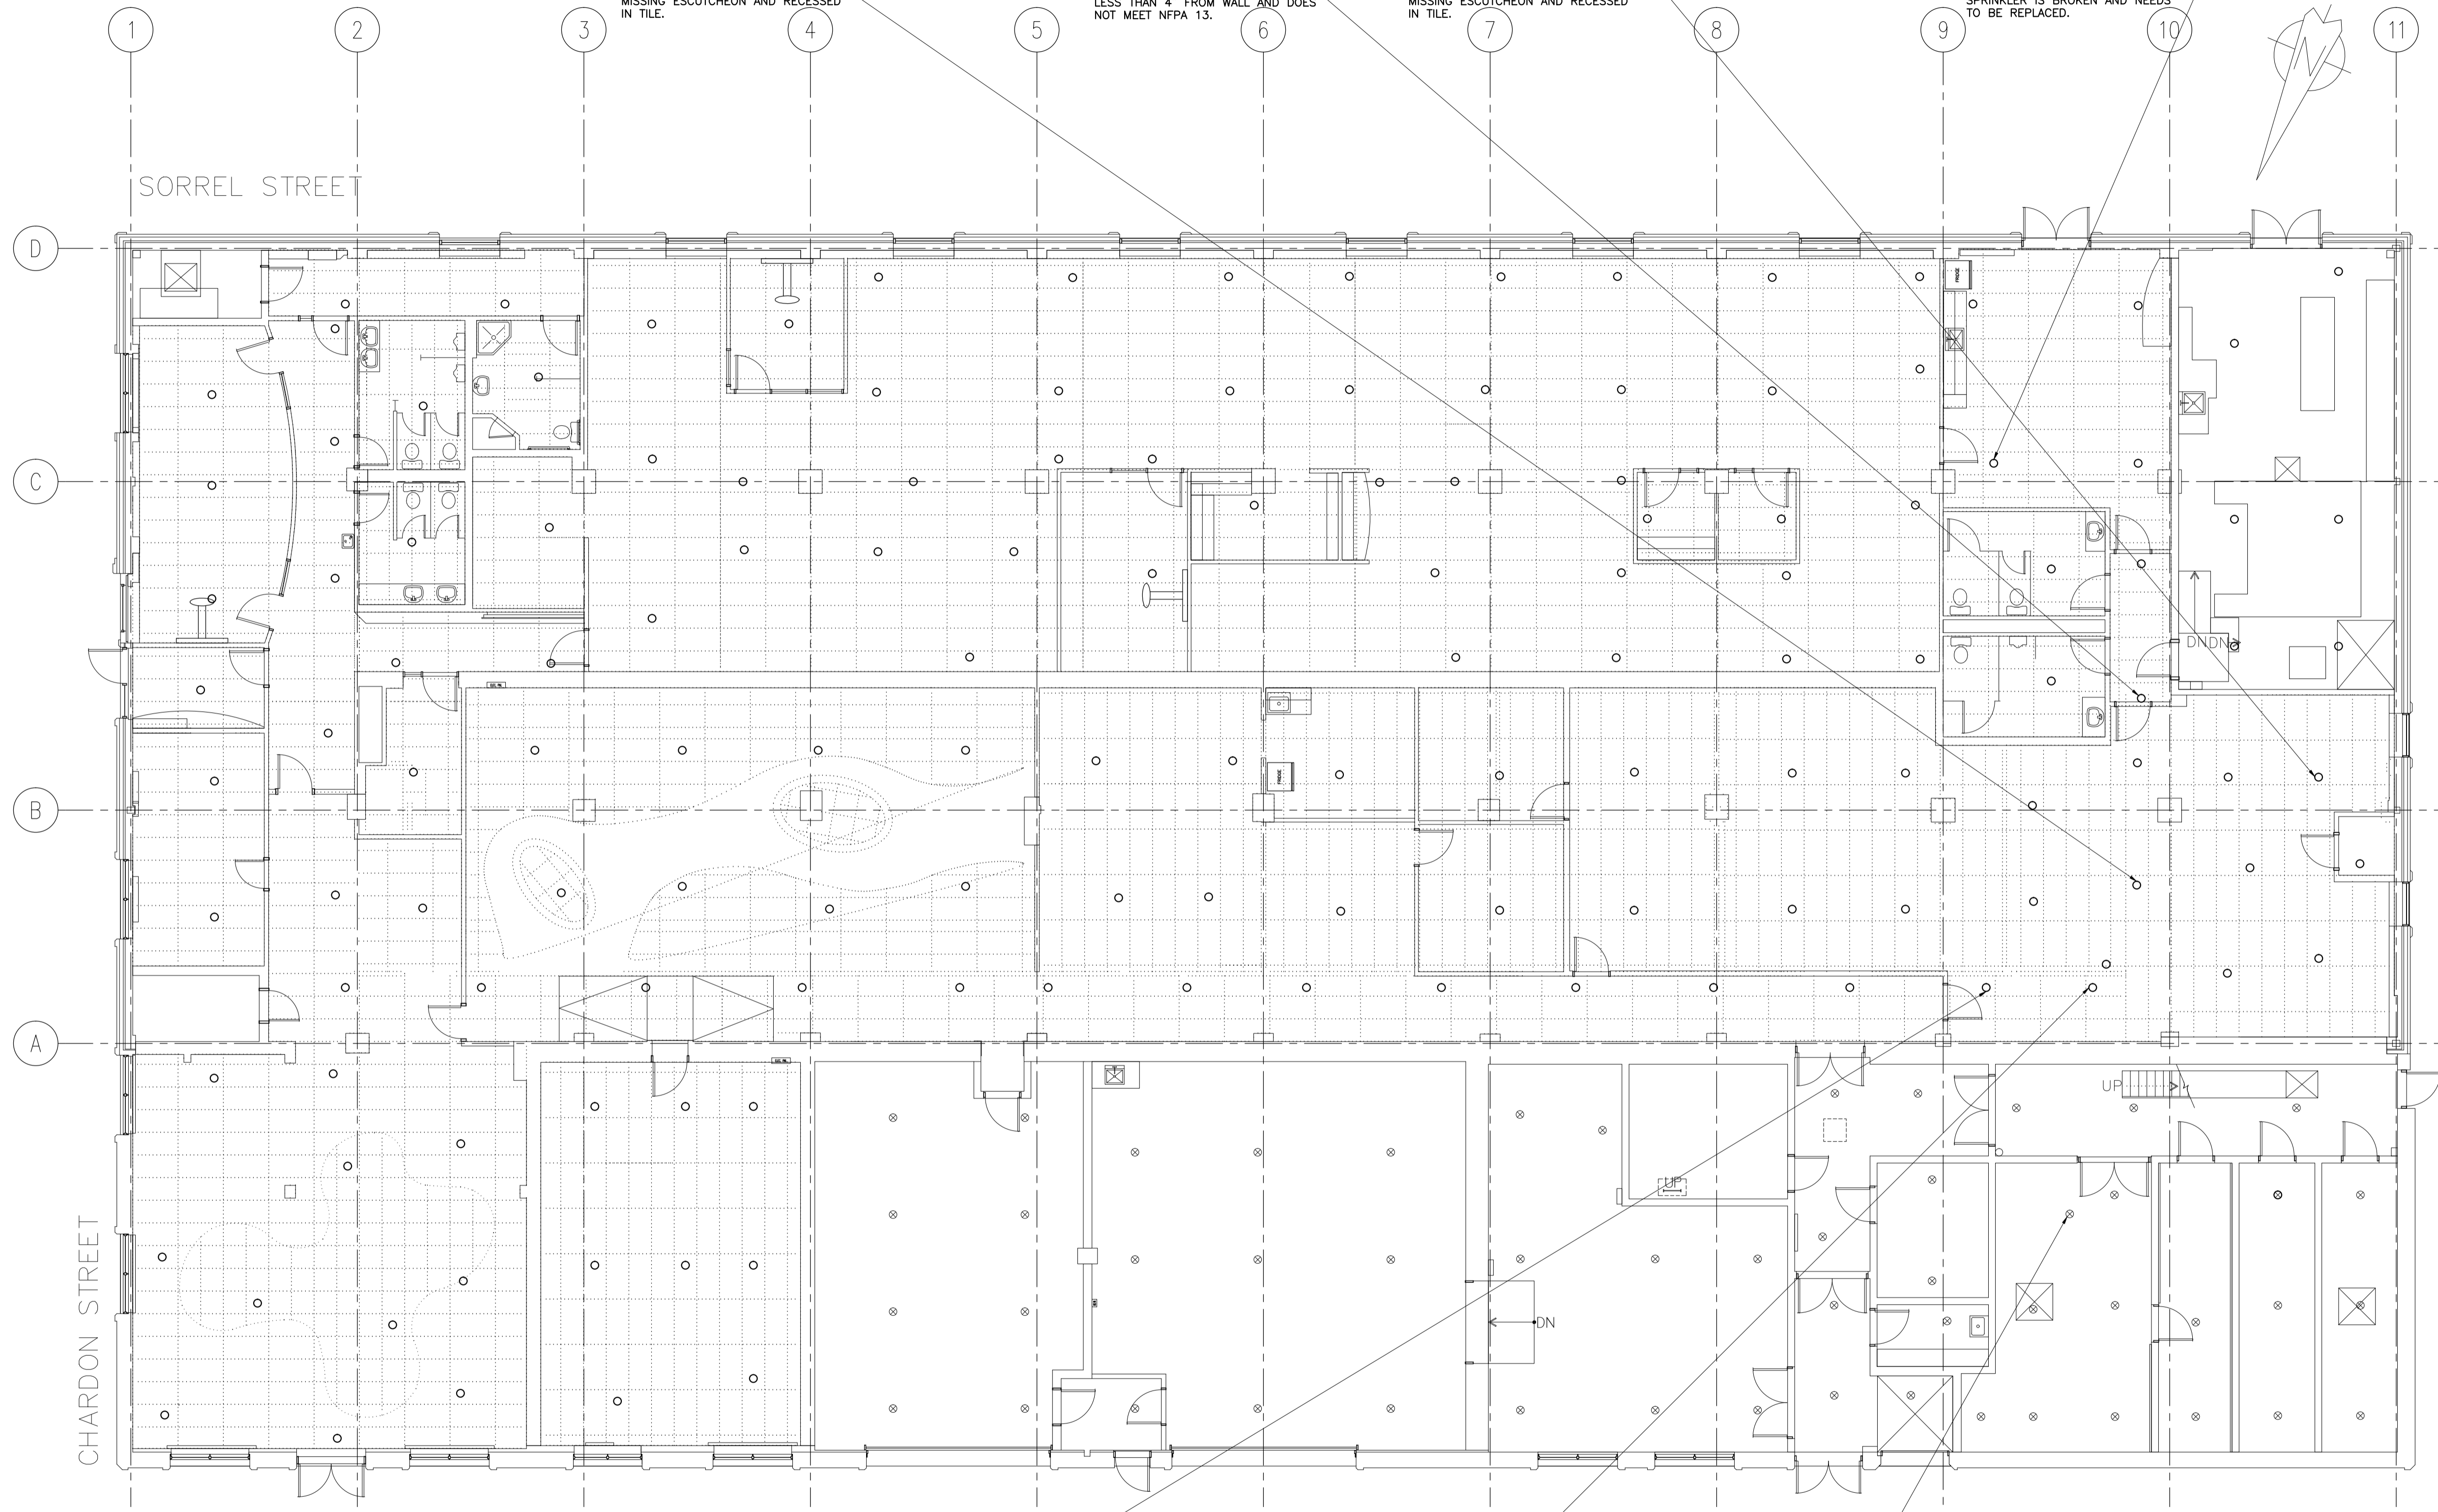 MISSING ESCUTCHEON AND RECESSED
IN TILE.
LESS THAN 4" FROM WALL AND DOES
NOT MEET NFPA 13.
MISSING ESCUTCHEON AND RECESSED
IN TILE.
SPRINKLER IS BROKEN AND NEEDS
TO BE REPLACED.
1
2
3
4
5
6
7
8
9
10
11
N
SORREL STREET
D
FRIDGE
C
DN
DN
FRIDGE
B
A
UP
UP
DN
CHARDON STREET